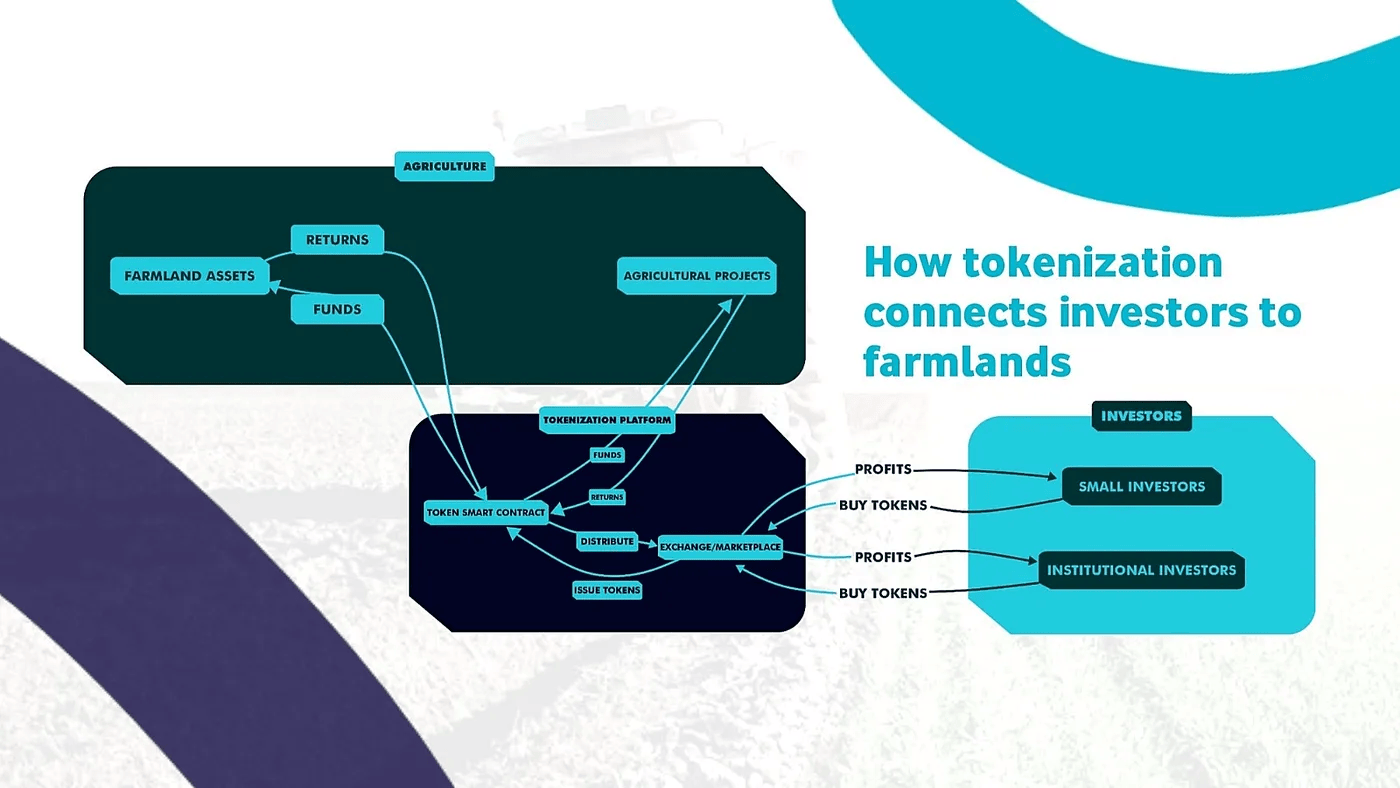 AGRICULTURE
RETURNS
FARMLAND ASSETS
FUNDS
AGRICULTURAL PROJECTS
How tokenization
connects investors to
farmlands
TOKENIZATION PLATFORM
FUNDS
RETURNS
TOKEN SMART CONTRACT
DISTRIBUTE
EXCHANGE/MARKETPLACE
ISSUE TOKENS
PROFITS
BUY TOKENS
PROFITS
BUY TOKENS
INVESTORS
SMALL INVESTORS
INSTITUTIONAL INVESTORS